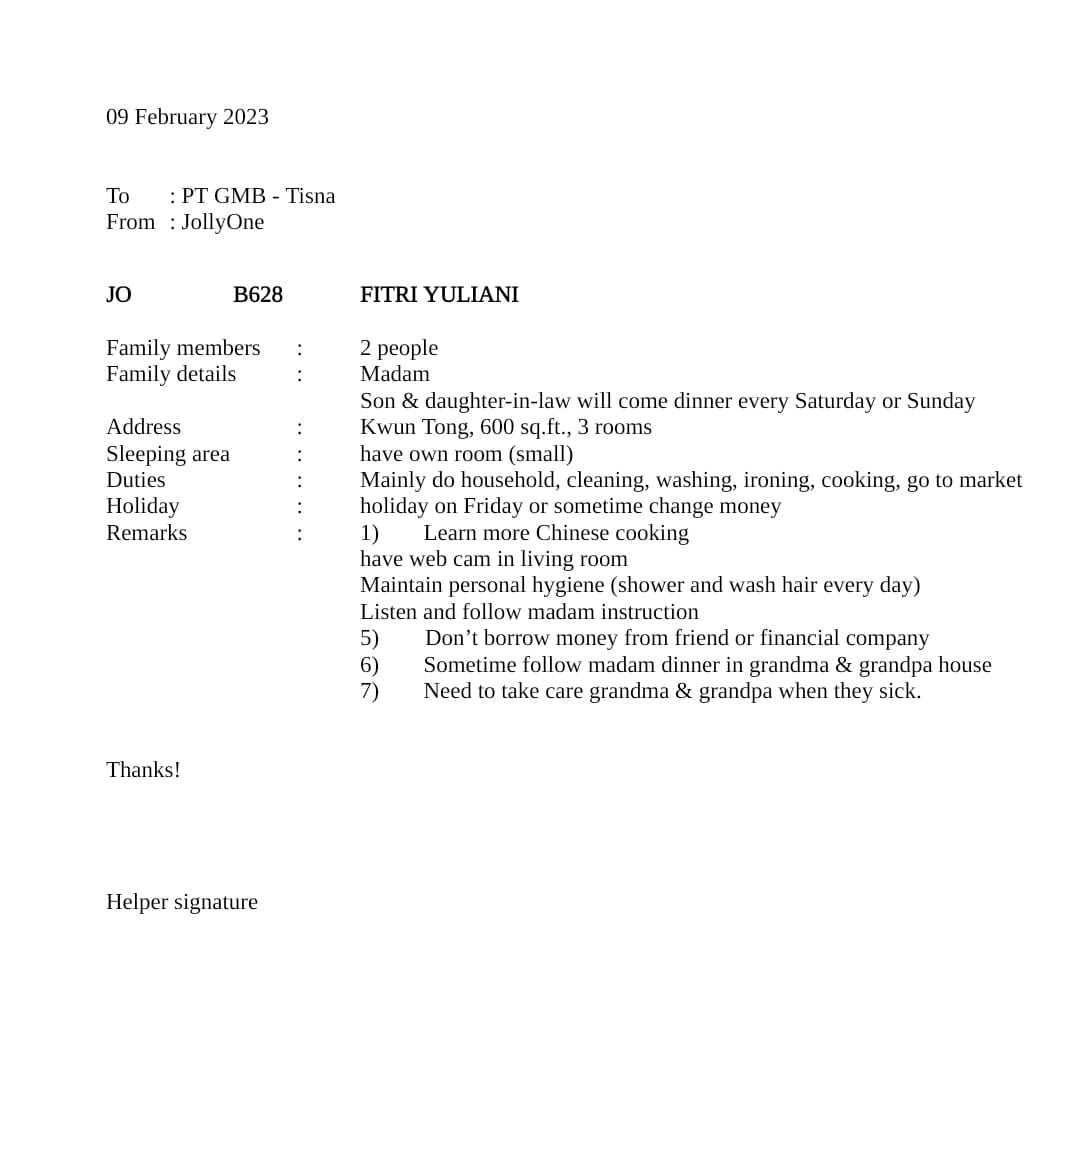 09 February 2023
To : PT GMB - Tisna
From : JollyOne
JO B628 FITRI YULIANI
Family members : 2 people
Family details : Madam
Son & daughter-in-law will come dinner every Saturday or Sunday
Address : Kwun Tong, 600 sq.ft., 3 rooms
Sleeping area : have own room (small)
Duties : Mainly do household, cleaning, washing, ironing, cooking, go to market
Holiday : holiday on Friday or sometime change money
Remarks : 1) Learn more Chinese cooking
have web cam in living room
Maintain personal hygiene (shower and wash hair every day)
Listen and follow madam instruction
5) Don’t borrow money from friend or financial company
6) Sometime follow madam dinner in grandma & grandpa house
7) Need to take care grandma & grandpa when they sick.
Thanks!
Helper signature